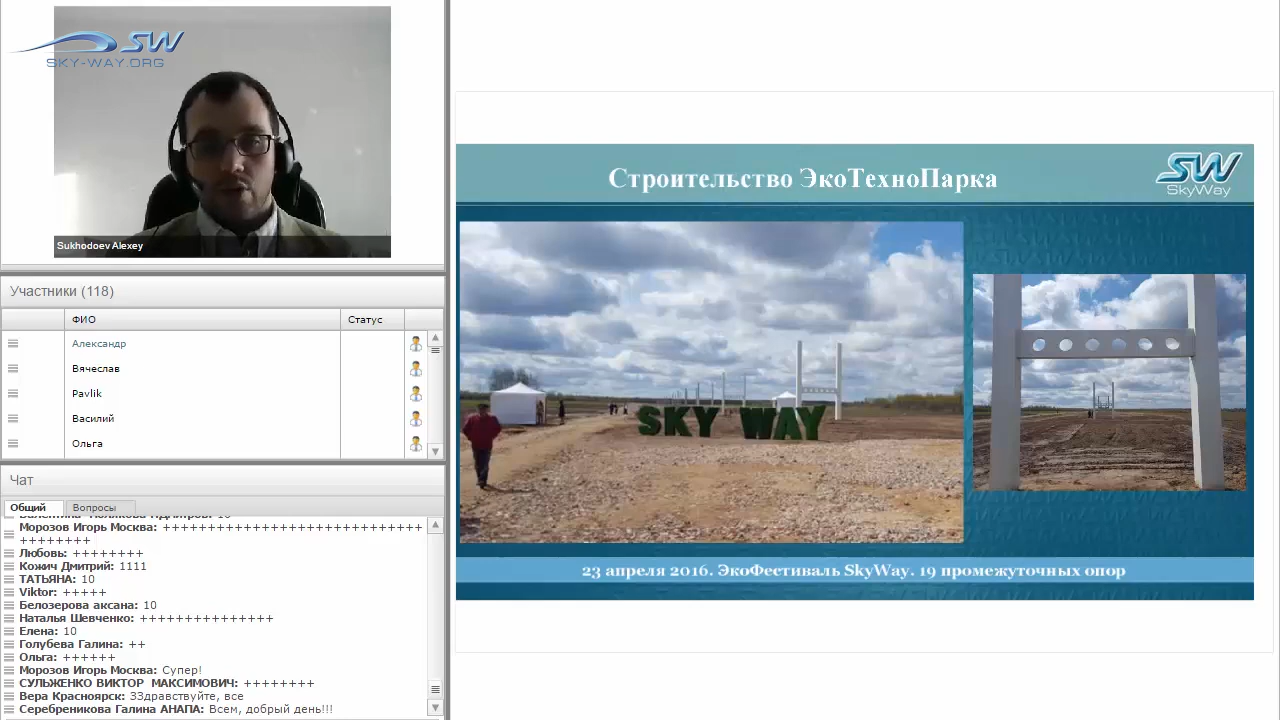 SW
SKY-WAY.ORG
Sukhodoev Alexey
Участники (118)
ФИО
Статус
Александр
Вячеслав
Pavlik
Василий
Ольга
Чат
Общий
Вопросы
Морозов Игорь Москва: ++++++++++++++++++++++++++++++
++++++++
Любовь: ++++++++
Кожич Дмитрий: 1111
ТАТЬЯНА: 10
Viktor: +++++
Белозерова аксана: 10
Наталья Шевченко: +++++++++++++++
Елена: 10
Голубева Галина: ++
Ольга: ++++++
Морозов Игорь Москва: Супер!
СУЛЬЖЕНКО ВИКТОР МАКСИМОВИЧ: ++++++++
Вера Красноярск: ЗЗдравствуйте, все
Серебреникова Галина АНАПА: Всем, добрый день!!!
Строительство ЭкоТехноПарка
SW
SkyWay
SKY WAY
23 апреля 2016. ЭкоФестиваль SkyWay. 19 промежуточных опор